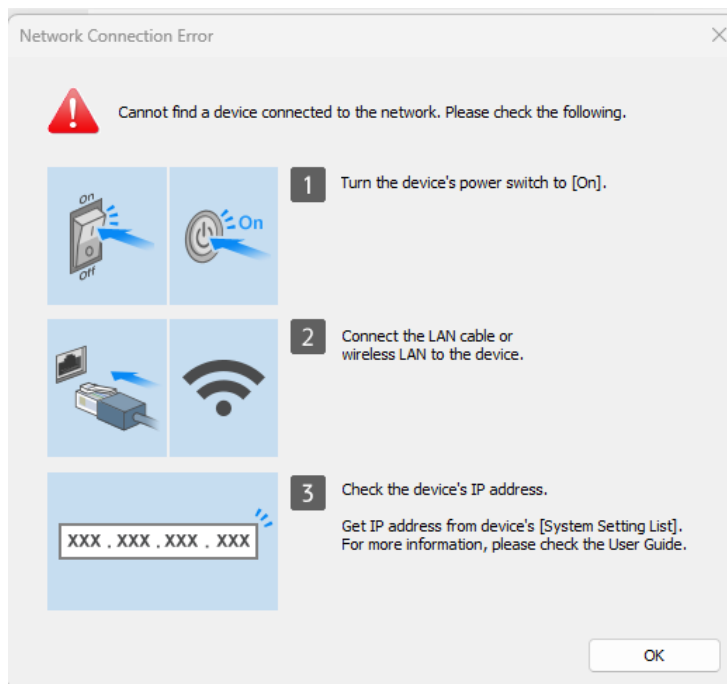 Network Connection Error
Cannot find a device connected to the network. Please check the following.
on
off
On
1
Turn the device's power switch to [On].
2
Connect the LAN cable or
wireless LAN to the device.
XXX . XXX . XXX . XXX
3
Check the device's IP address.
Get IP address from device's [System Setting List].
For more information, please check the User Guide.
OK